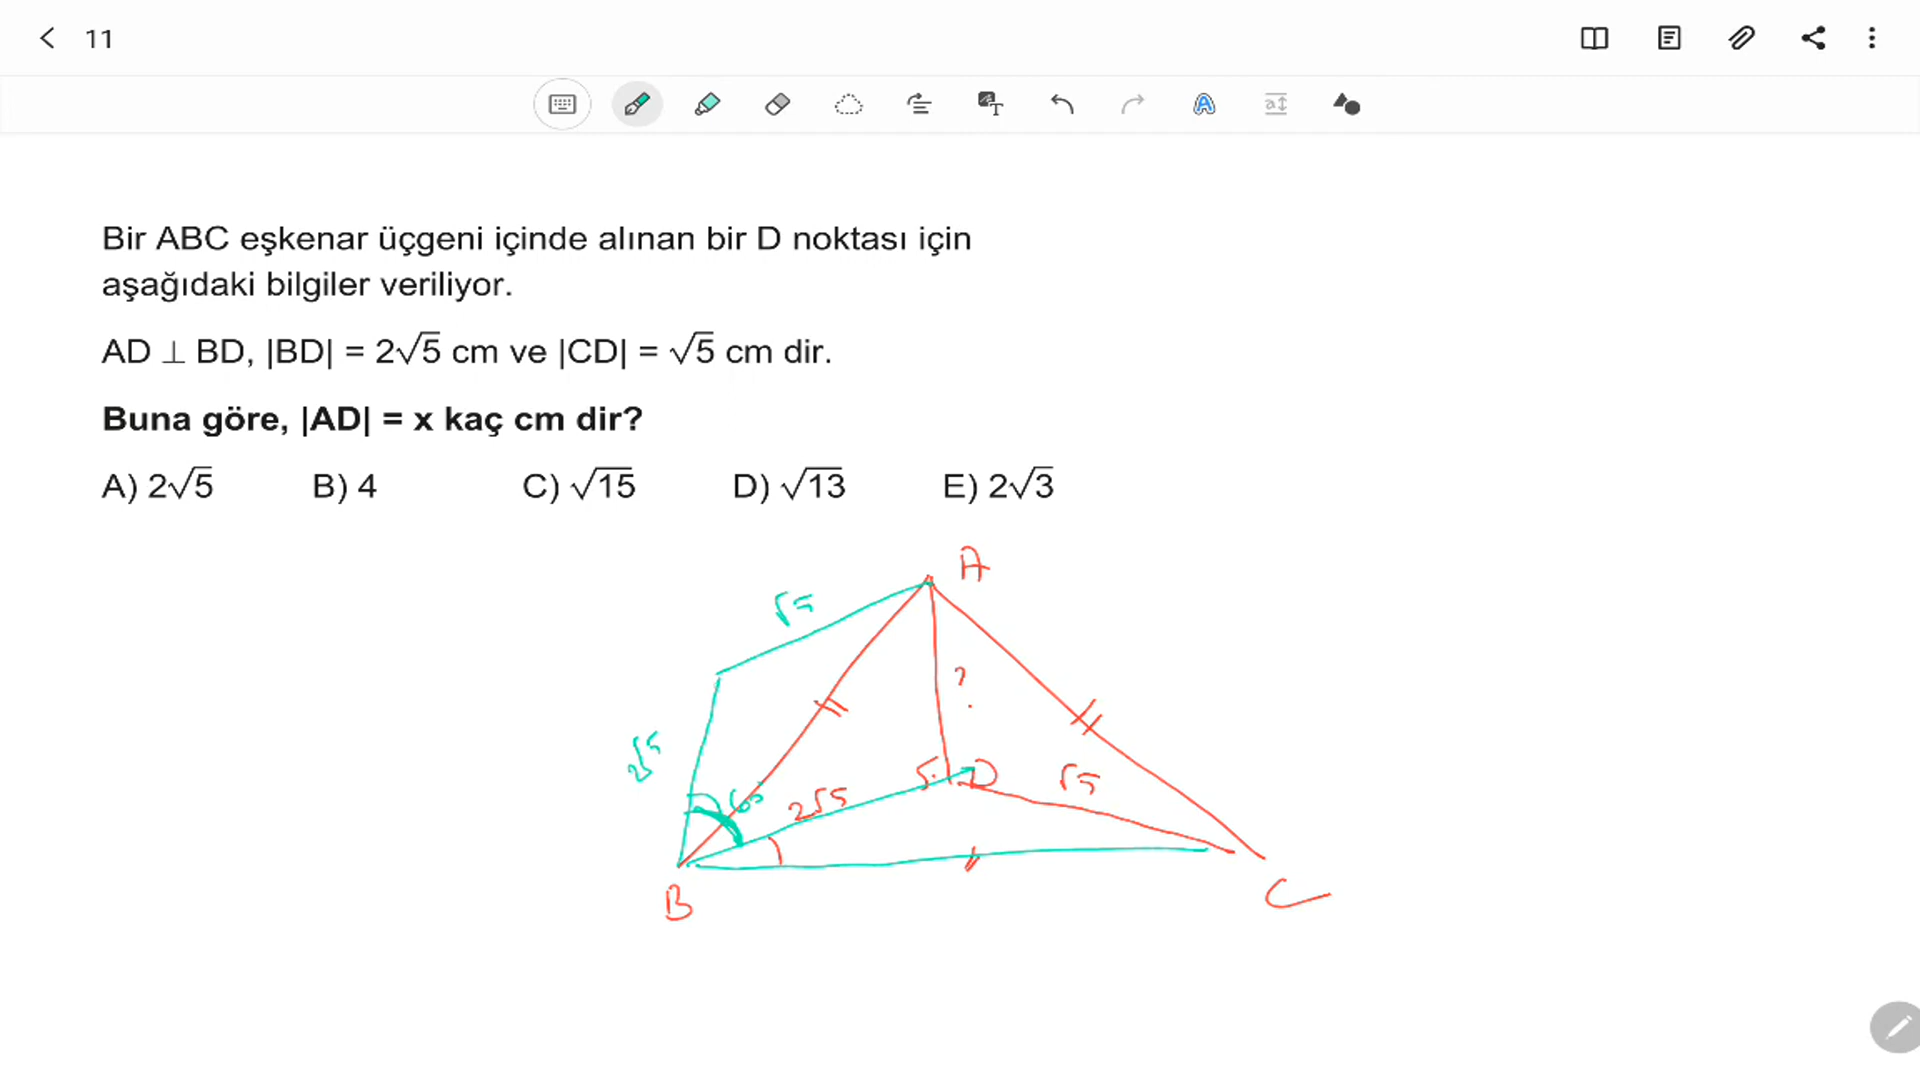 11
Bir ABC eşkenar üçgeni içinde alınan bir D noktası için
aşağıdaki bilgiler veriliyor.
AD ⊥ BD, |BD| = 2√5 cm ve |CD| = √5 cm dir.
Buna göre, |AD| = x kaç cm dir?
A) 2√5 B) 4 C) √15 D) √13 E) 2√3
A
√5
?
2√5
60°
2√5
D
√5
B
C